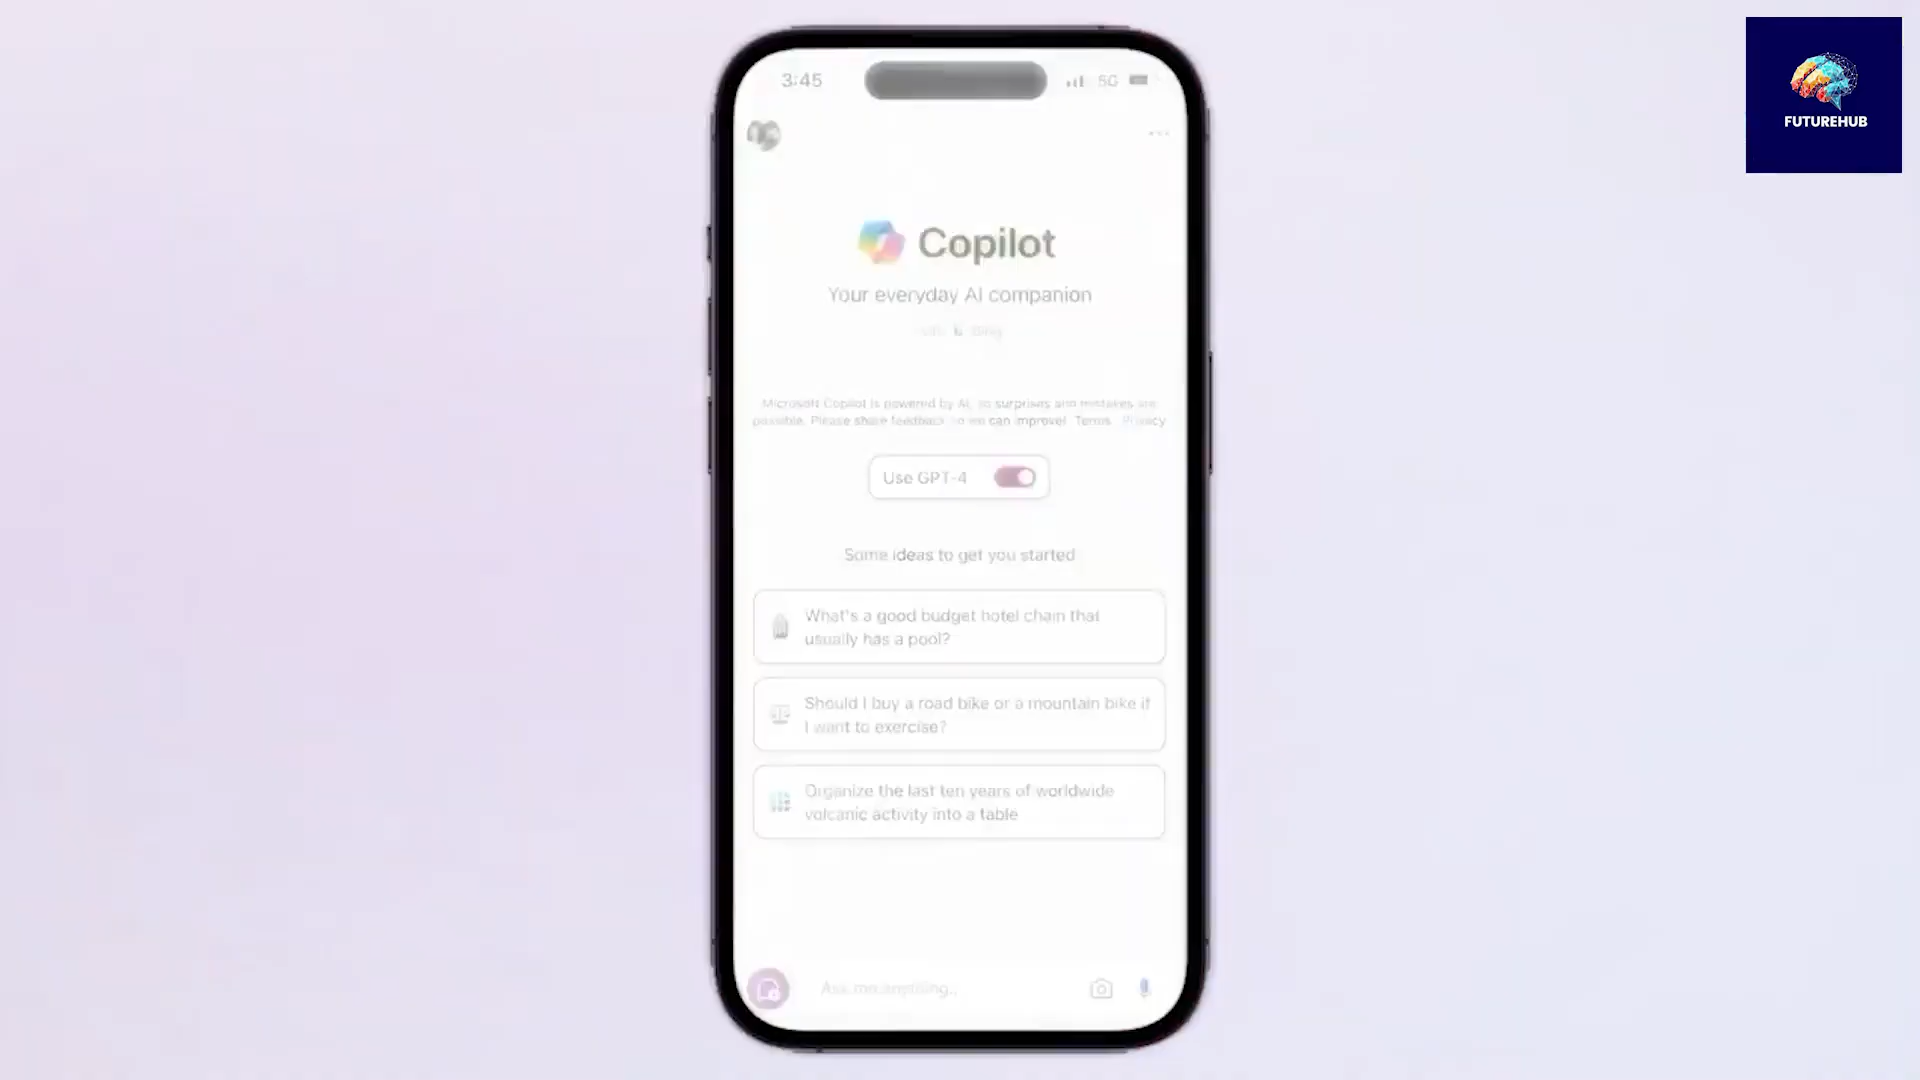 3:45
5G
FUTUREHUB
Copilot
Your everyday AI companion
Bing
Microsoft Copilot is powered by AI, so surprises and mistakes are
possible. Please share feedback so we can improve! Terms Privacy
Use GPT-4
Some ideas to get you started
What's a good budget hotel chain that
usually has a pool?
Should I buy a road bike or a mountain bike if
I want to exercise?
Organize the last ten years of worldwide
volcanic activity into a table
Ask me anything...